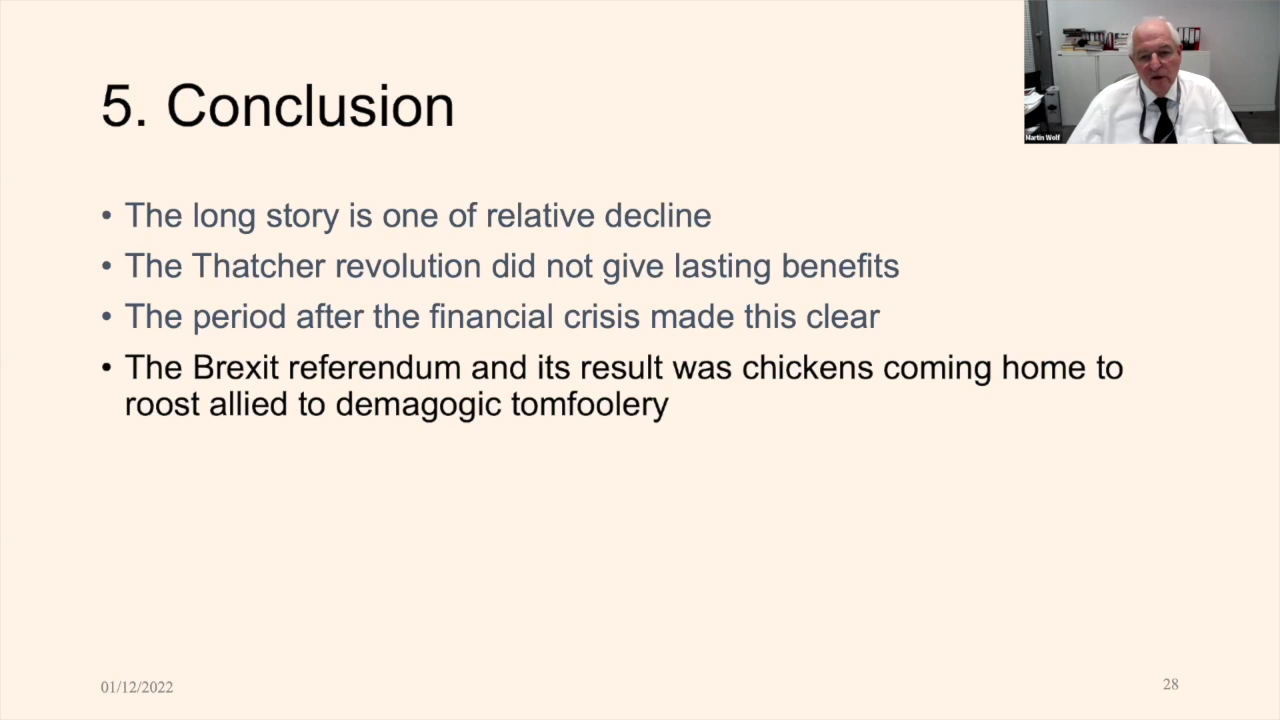 Martin Wolf
5. Conclusion
• The long story is one of relative decline
• The Thatcher revolution did not give lasting benefits
• The period after the financial crisis made this clear
• The Brexit referendum and its result was chickens coming home to
roost allied to demagogic tomfoolery
01/12/2022
28